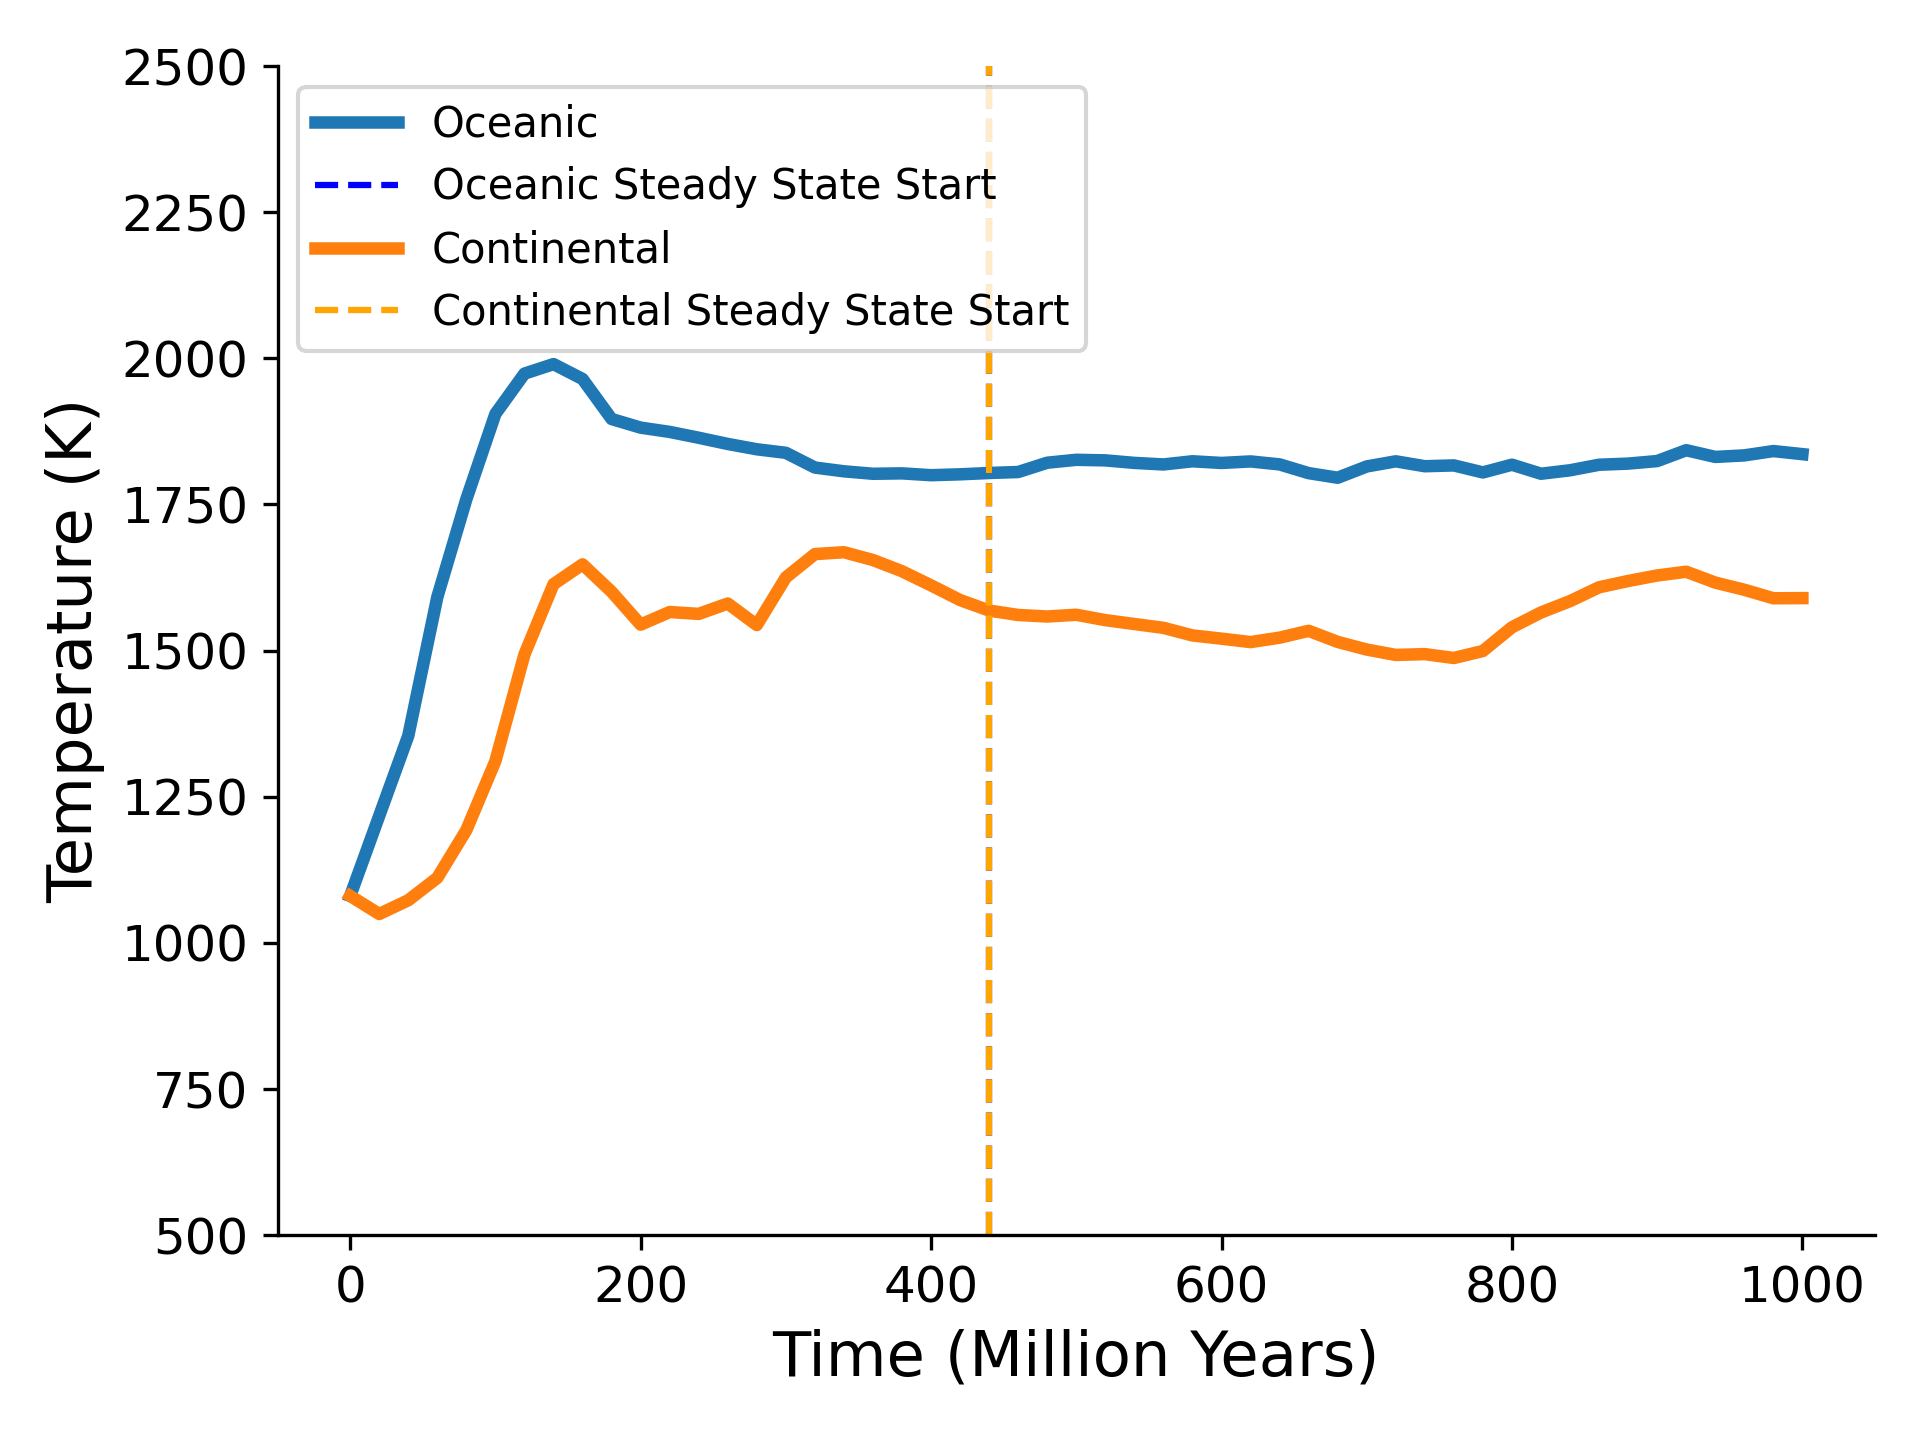 2500
2250
2000
1750
1500
1250
1000
750
500
Temperature (K)
Oceanic
Oceanic Steady State Start
Continental
Continental Steady State Start
0 200 400 600 800 1000
Time (Million Years)